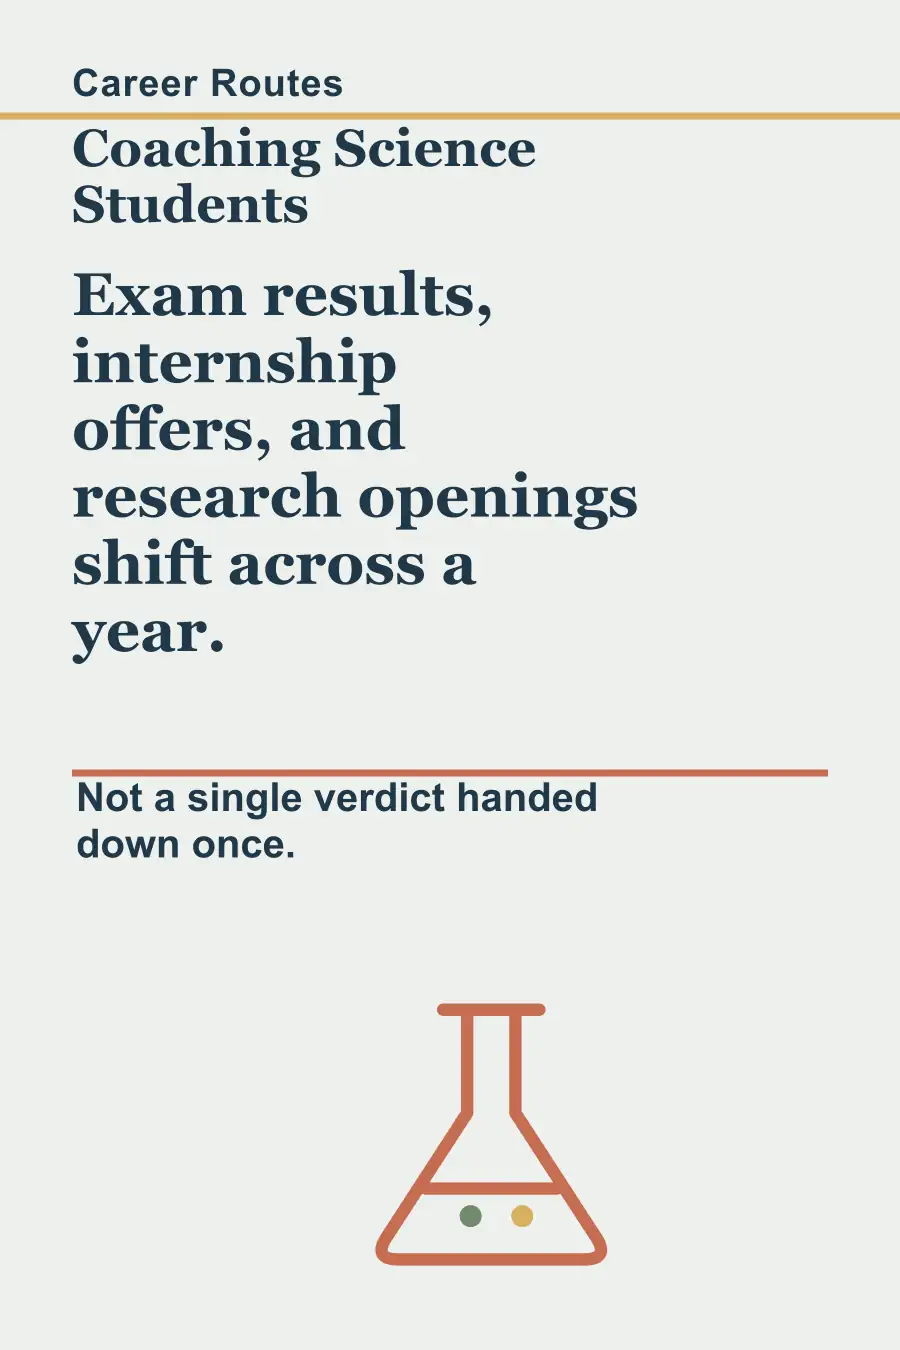 Career Routes
Coaching Science
Students
Exam results,
internship
offers, and
research openings
shift across a
year.
Not a single verdict handed
down once.